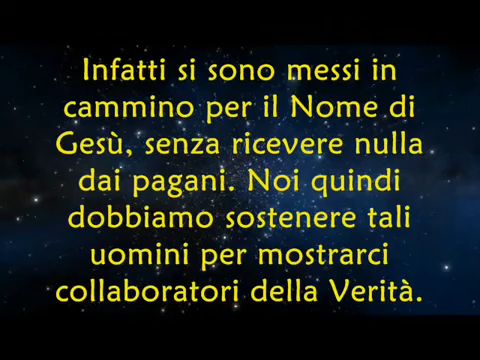 Infatti si sono messi in
cammino per il Nome di
Gesù, senza ricevere nulla
dai pagani. Noi quindi
dobbiamo sostenere tali
uomini per mostrarci
collaboratori della Verità.